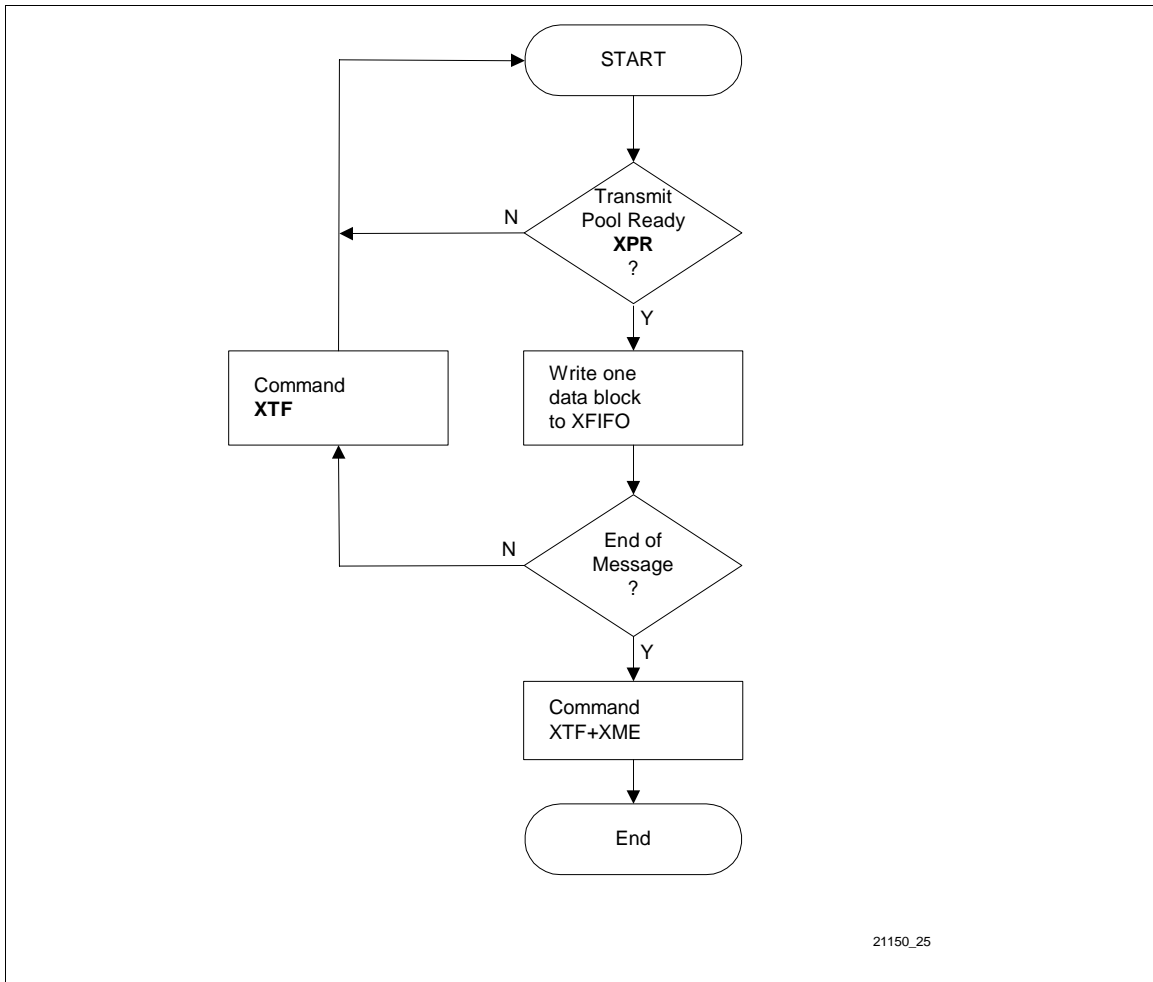 START
Transmit
Pool Ready
XPR
?
N
Y
Command
XTF
Write one
data block
to XFIFO
End of
Message
?
N
Y
Command
XTF+XME
End
21150_25